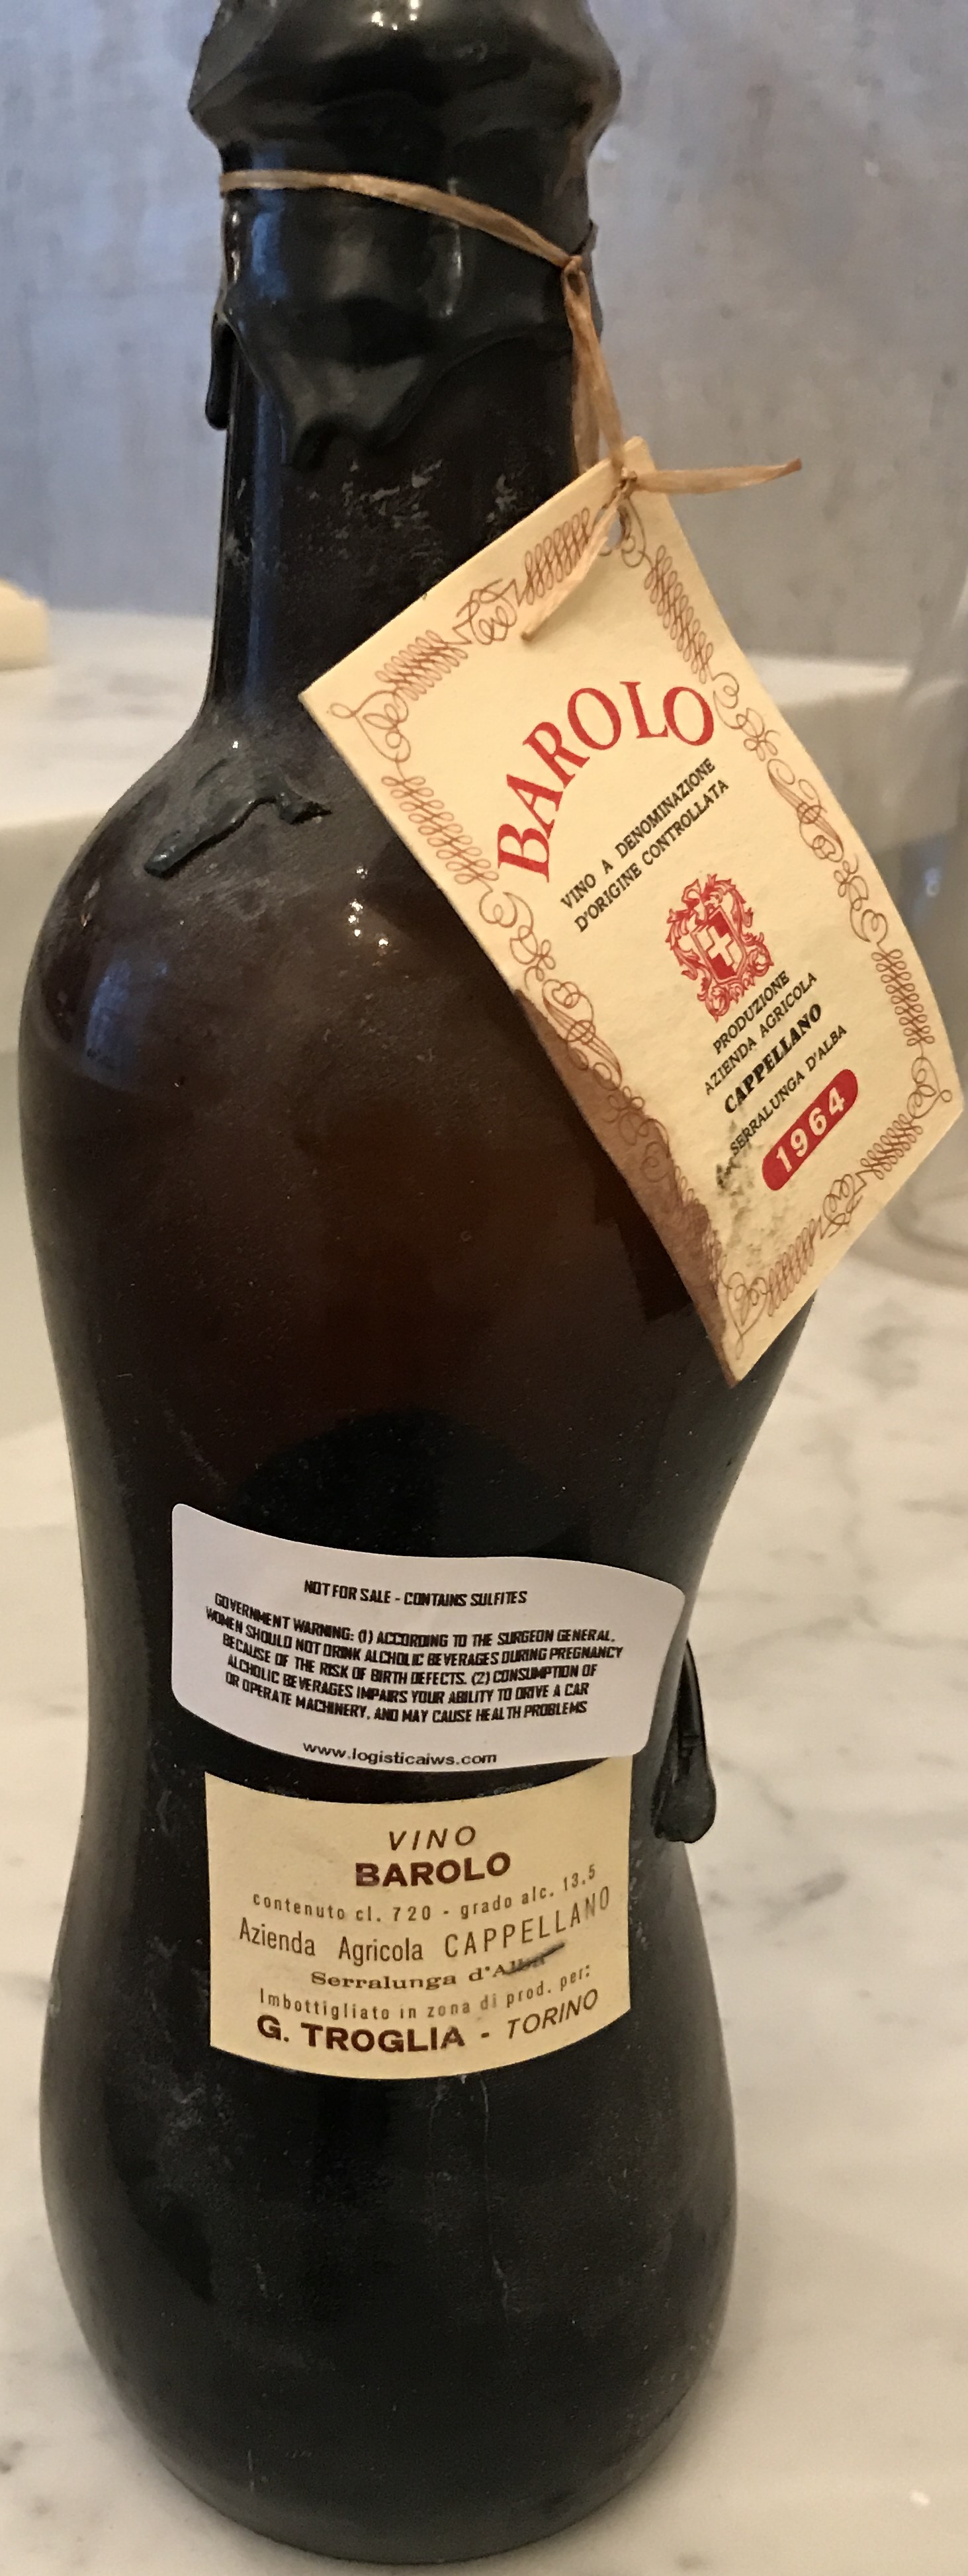 BAROLO
VINO A DENOMINAZIONE
D'ORIGINE CONTROLLATA
PRODUZIONE
AZIENDA AGRICOLA
CAPPELLANO
SERRALUNGA D'ALBA
1964
NOT FOR SALE - CONTAINS SULFITES
GOVERNMENT WARNING: (1) ACCORDING TO THE SURGEON GENERAL,
WOMEN SHOULD NOT DRINK ALCHOLIC BEVERAGES DURING PREGNANCY
BECAUSE OF THE RISK OF BIRTH DEFECTS. (2) CONSUMPTION OF
ALCHOLIC BEVERAGES IMPAIRS YOUR ABILITY TO DRIVE A CAR
OR OPERATE MACHINERY, AND MAY CAUSE HEALTH PROBLEMS
www.logisticaiws.com
VINO
BAROLO
contenuto cl. 720 - grado alc. 13.5
Azienda Agricola CAPPELLANO
Serralunga d'Alba
Imbottigliato in zona di prod. per:
G. TROGLIA - TORINO